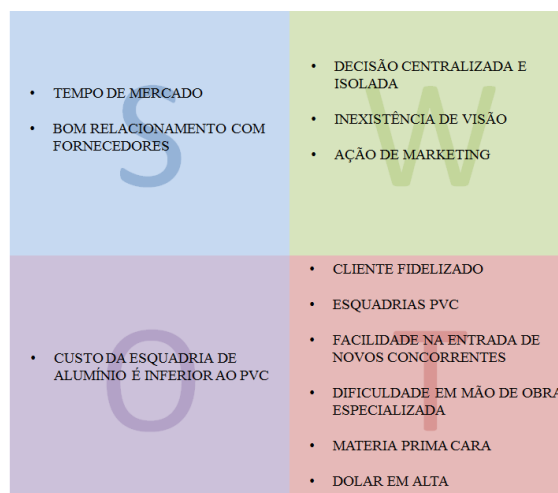 S
• TEMPO DE MERCADO
• BOM RELACIONAMENTO COM
FORNECEDORES
W
• DECISÃO CENTRALIZADA E
ISOLADA
• INEXISTÊNCIA DE VISÃO
• AÇÃO DE MARKETING
O
• CUSTO DA ESQUADRIA DE
ALUMÍNIO É INFERIOR AO PVC
T
• CLIENTE FIDELIZADO
• ESQUADRIAS PVC
• FACILIDADE NA ENTRADA DE
NOVOS CONCORRENTES
• DIFICULDADE EM MÃO DE OBRA
ESPECIALIZADA
• MATERIA PRIMA CARA
• DOLAR EM ALTA